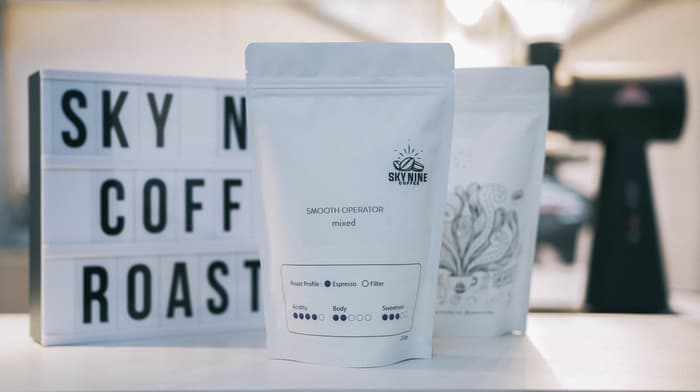 SKY N
COFF
ROAST
SKY NINE
COFFEE
SMOOTH OPERATOR
mixed
Roast Profile : Espresso Filter
Acidity Body Sweetness